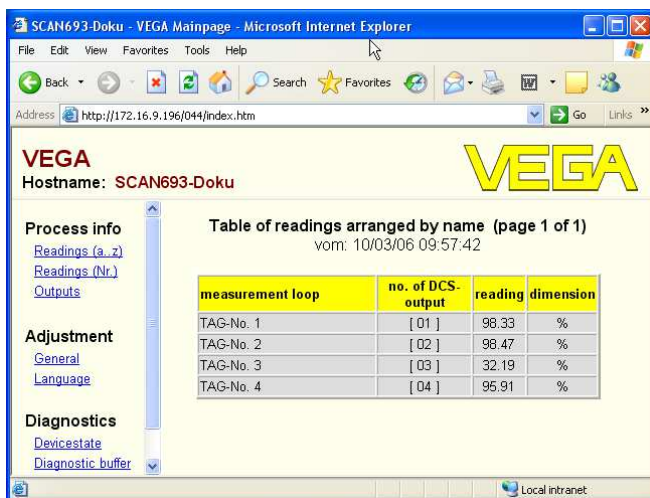 SCAN693-Doku - VEGA Mainpage - Microsoft Internet Explorer
File Edit View Favorites Tools Help
Back Search Favorites
Address http://172.16.9.196/044/index.htm Go Links »
VEGA
Hostname: SCAN693-Doku
VEGA
Process info
Readings (a..z)
Readings (Nr.)
Outputs
Adjustment
General
Language
Diagnostics
Devicestate
Diagnostic buffer
Table of readings arranged by name (page 1 of 1)
vom: 10/03/06 09:57:42
measurement loop no. of DCS-output reading dimension
TAG-No. 1 [ 01 ] 98.33 %
TAG-No. 2 [ 02 ] 98.47 %
TAG-No. 3 [ 03 ] 32.19 %
TAG-No. 4 [ 04 ] 95.91 %
Local intranet